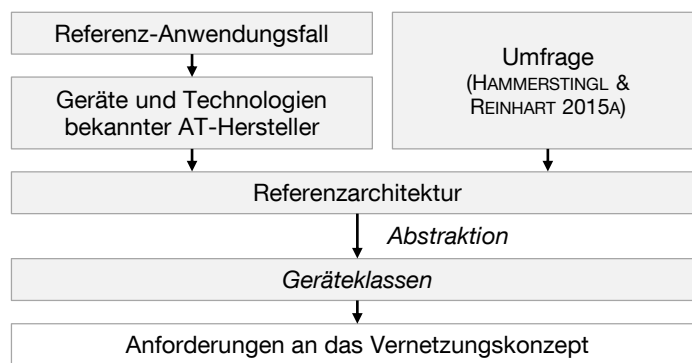 Referenz-Anwendungsfall
Geräte und Technologien
bekannter AT-Hersteller
Umfrage
(HAMMERSTINGL &
REINHART 2015A)
Referenzarchitektur
Abstraktion
Geräteklassen
Anforderungen an das Vernetzungskonzept